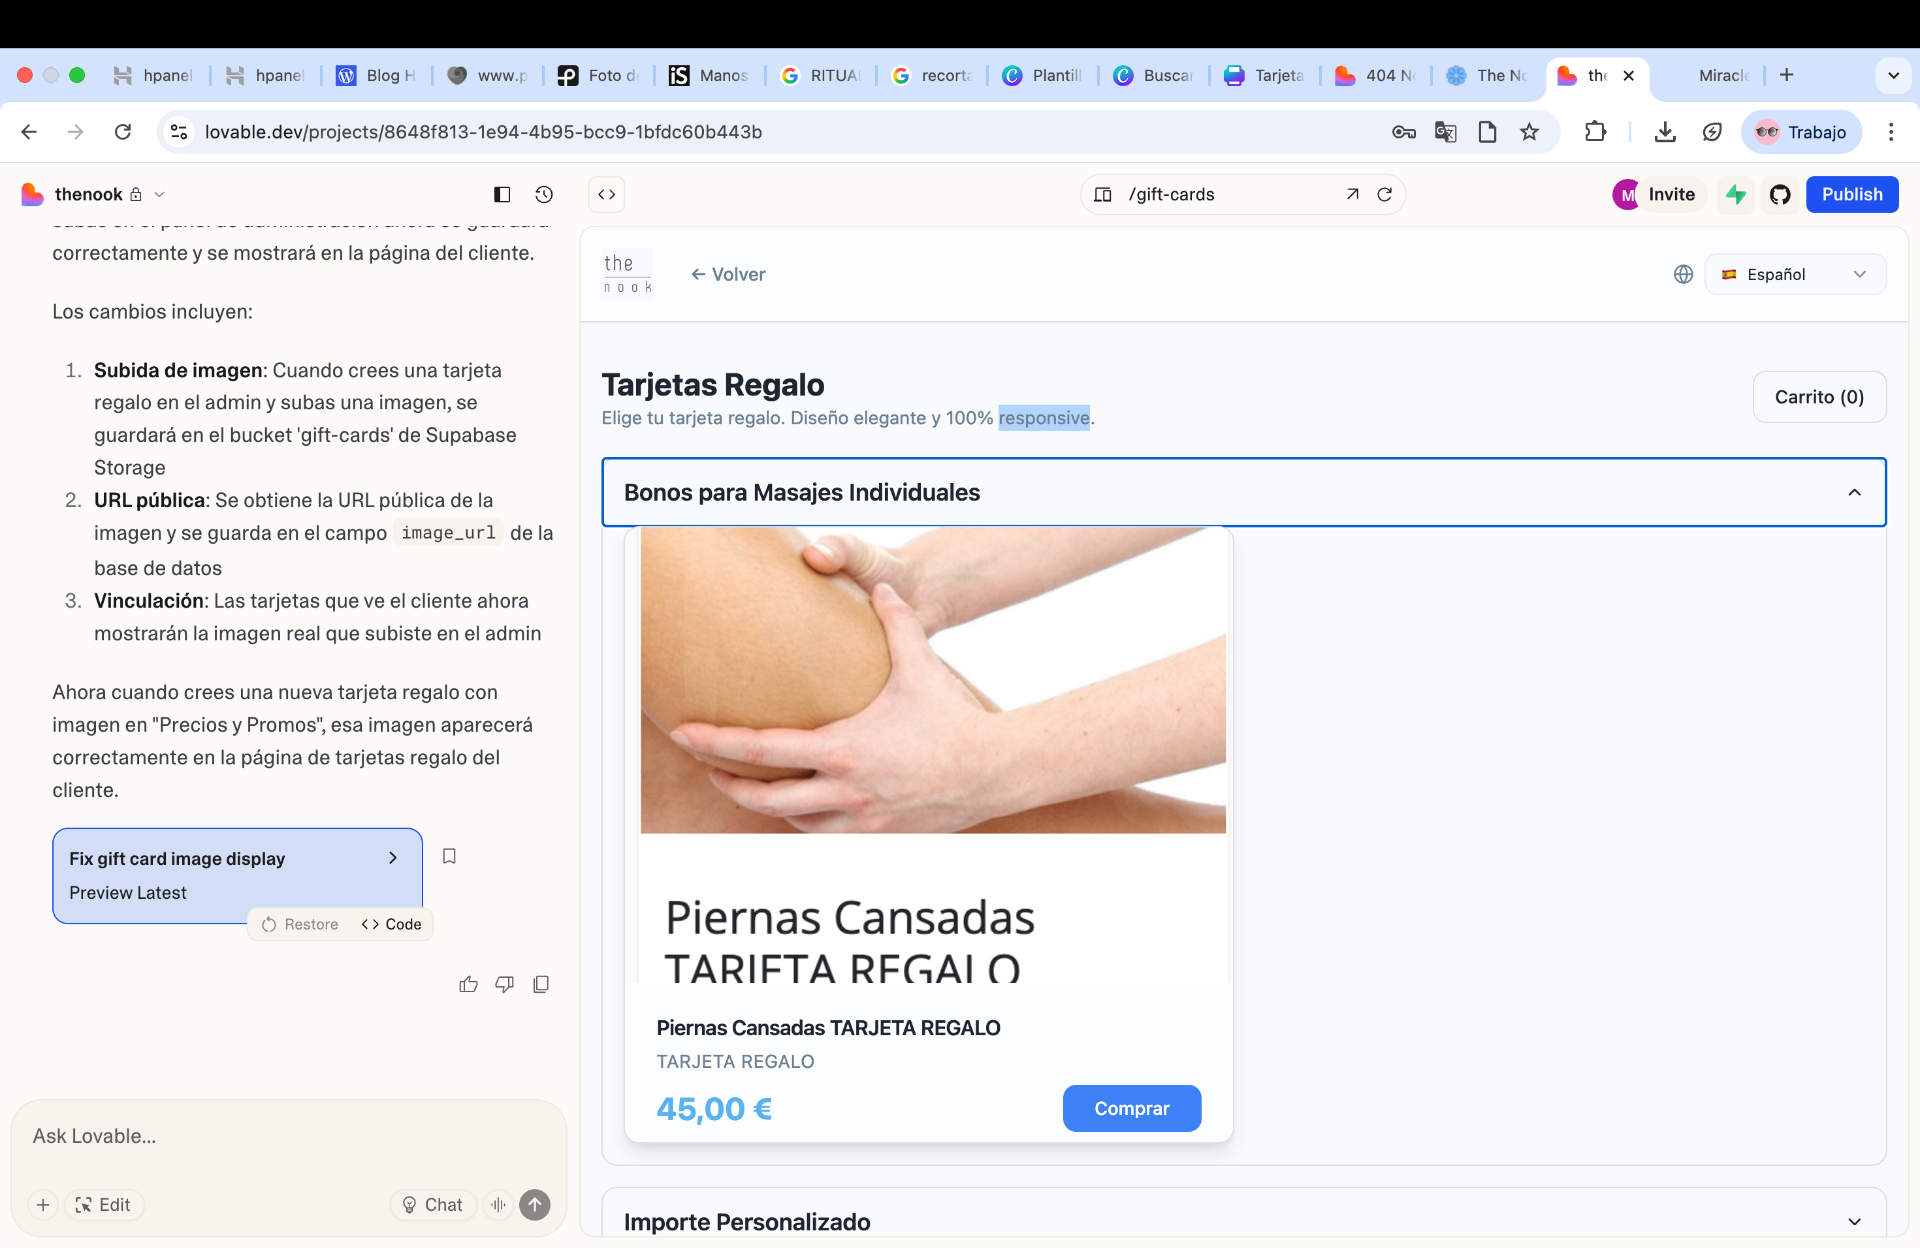 hpanel
hpanel
Blog H
www.p
Foto de
Manos
RITUAL
recorta
Plantill
Buscar
Tarjeta
404 No
The No
the
Miracle
lovable.dev/projects/8648f813-1e94-4b95-bcc9-1bfdc60b443b
Trabajo
thenook
/gift-cards
M
Invite
Publish
correctamente y se mostrará en la página del cliente.
Los cambios incluyen:
1. Subida de imagen: Cuando crees una tarjeta
regalo en el admin y subas una imagen, se
guardará en el bucket 'gift-cards' de Supabase
Storage
2. URL pública: Se obtiene la URL pública de la
imagen y se guarda en el campo image_url de la
base de datos
3. Vinculación: Las tarjetas que ve el cliente ahora
mostrarán la imagen real que subiste en el admin
Ahora cuando crees una nueva tarjeta regalo con
imagen en "Precios y Promos", esa imagen aparecerá
correctamente en la página de tarjetas regalo del
cliente.
Fix gift card image display
Preview Latest
Restore
Code
Ask Lovable...
Edit
Chat
the
nook
Volver
Español
Tarjetas Regalo
Elige tu tarjeta regalo. Diseño elegante y 100% responsive.
Carrito (0)
Bonos para Masajes Individuales
Piernas Cansadas
TARJETA REGALO
Piernas Cansadas TARJETA REGALO
TARJETA REGALO
45,00 €
Comprar
Importe Personalizado